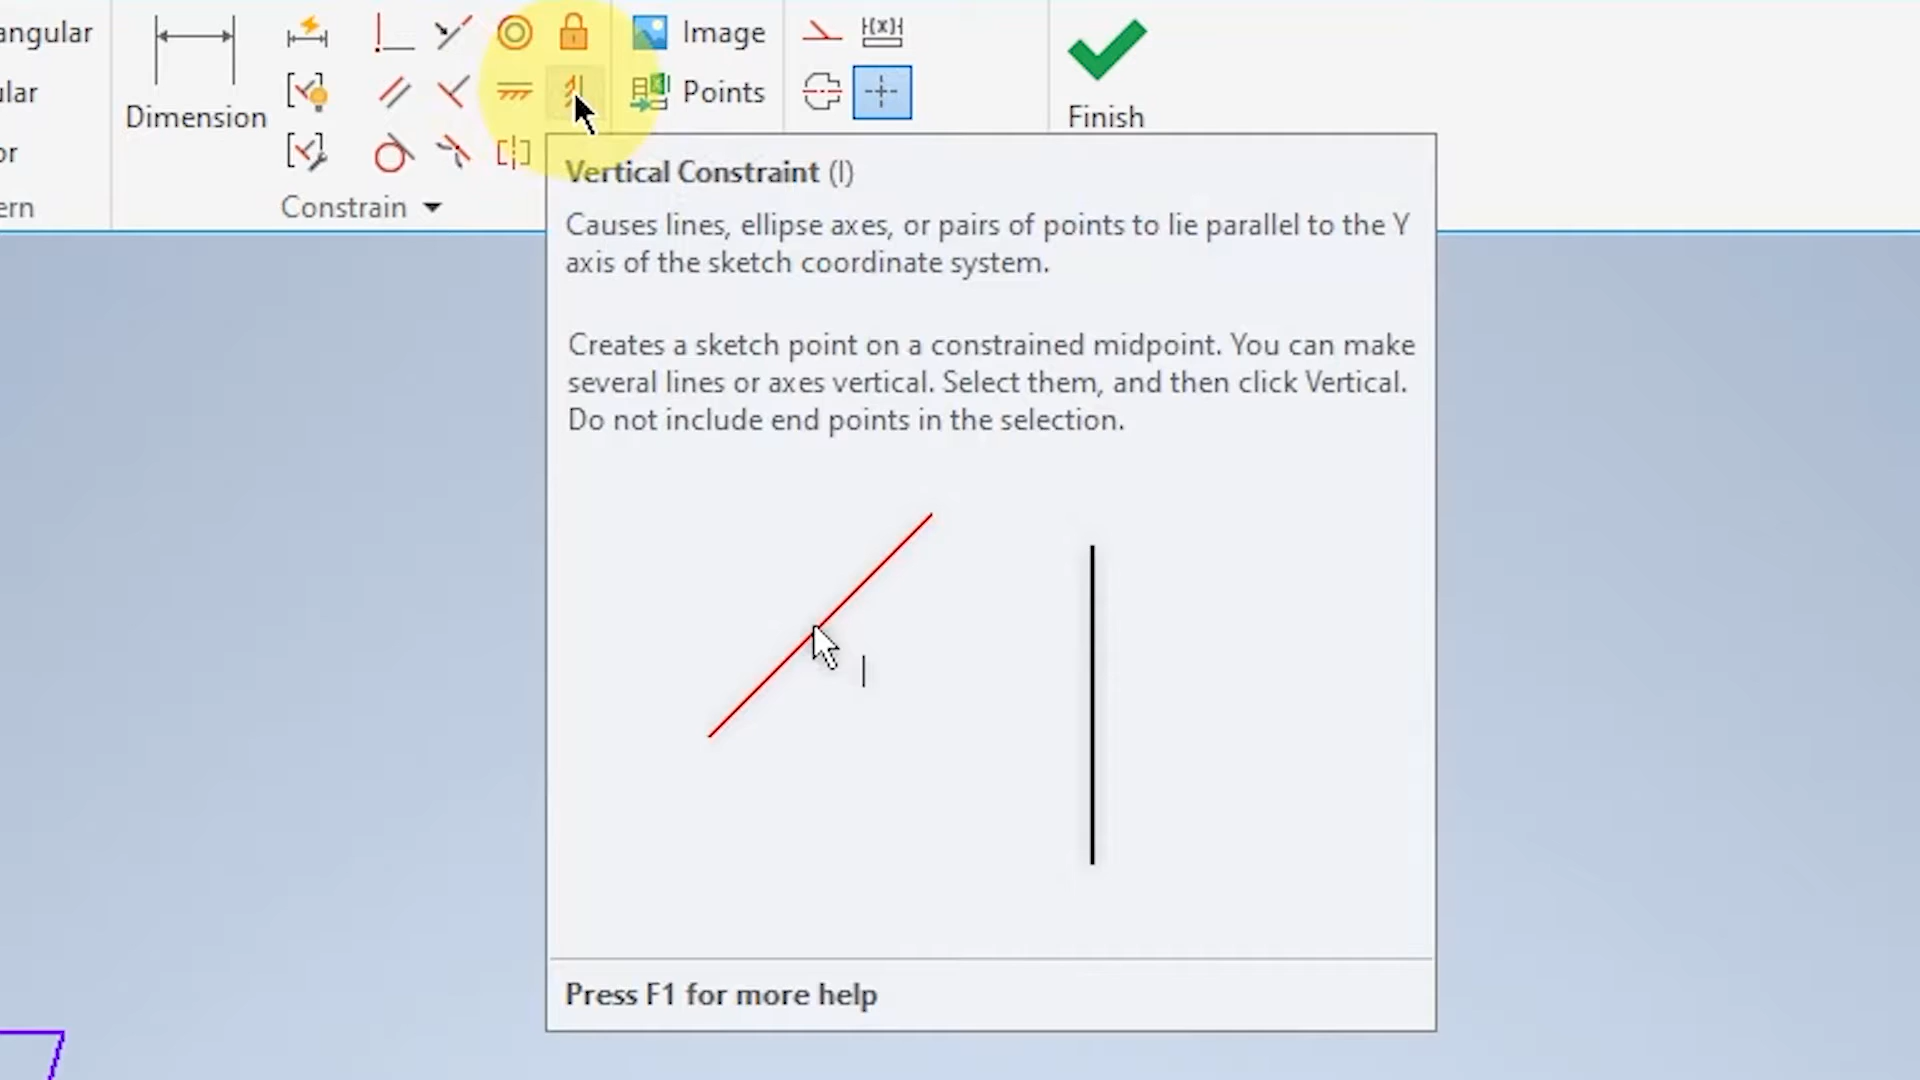 angular
lar
or
ern
Dimension
Constrain
Image
Points
Finish
Vertical Constraint (I)
Causes lines, ellipse axes, or pairs of points to lie parallel to the Y
axis of the sketch coordinate system.
Creates a sketch point on a constrained midpoint. You can make
several lines or axes vertical. Select them, and then click Vertical.
Do not include end points in the selection.
Press F1 for more help